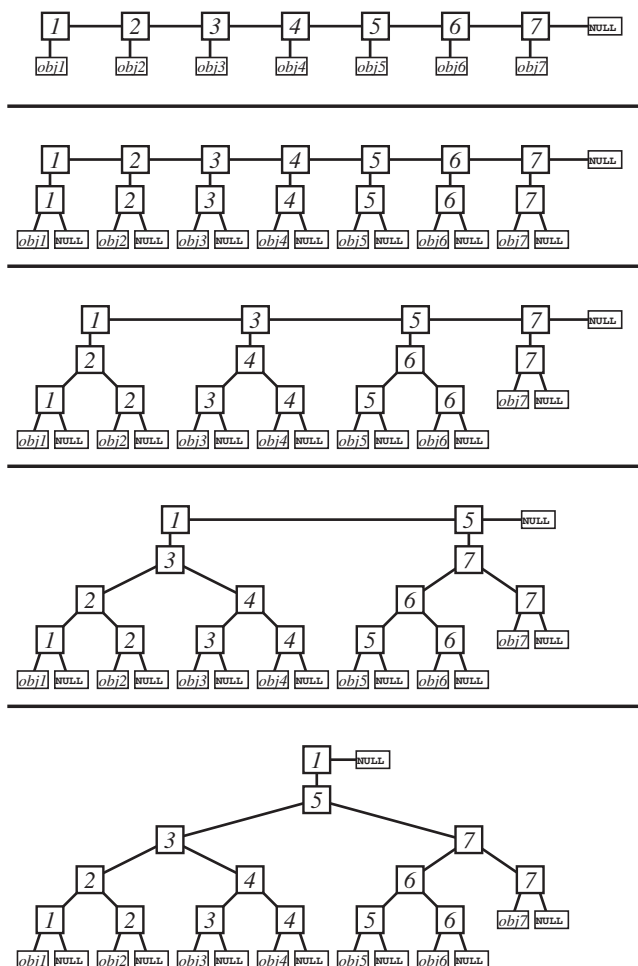 1 2 3 4 5 6 7 NULL
obj1 obj2 obj3 obj4 obj5 obj6 obj7
1 2 3 4 5 6 7 NULL
1 2 3 4 5 6 7
obj1 NULL obj2 NULL obj3 NULL obj4 NULL obj5 NULL obj6 NULL obj7 NULL
1 3 5 7 NULL
2 4 6 7
1 2 3 4 5 6 obj7 NULL
obj1 NULL obj2 NULL obj3 NULL obj4 NULL obj5 NULL obj6 NULL
1 5 NULL
3 7
2 4 6 7
1 2 3 4 5 6 obj7 NULL
obj1 NULL obj2 NULL obj3 NULL obj4 NULL obj5 NULL obj6 NULL
1 NULL
5
3 7
2 4 6 7
1 2 3 4 5 6 obj7 NULL
obj1 NULL obj2 NULL obj3 NULL obj4 NULL obj5 NULL obj6 NULL